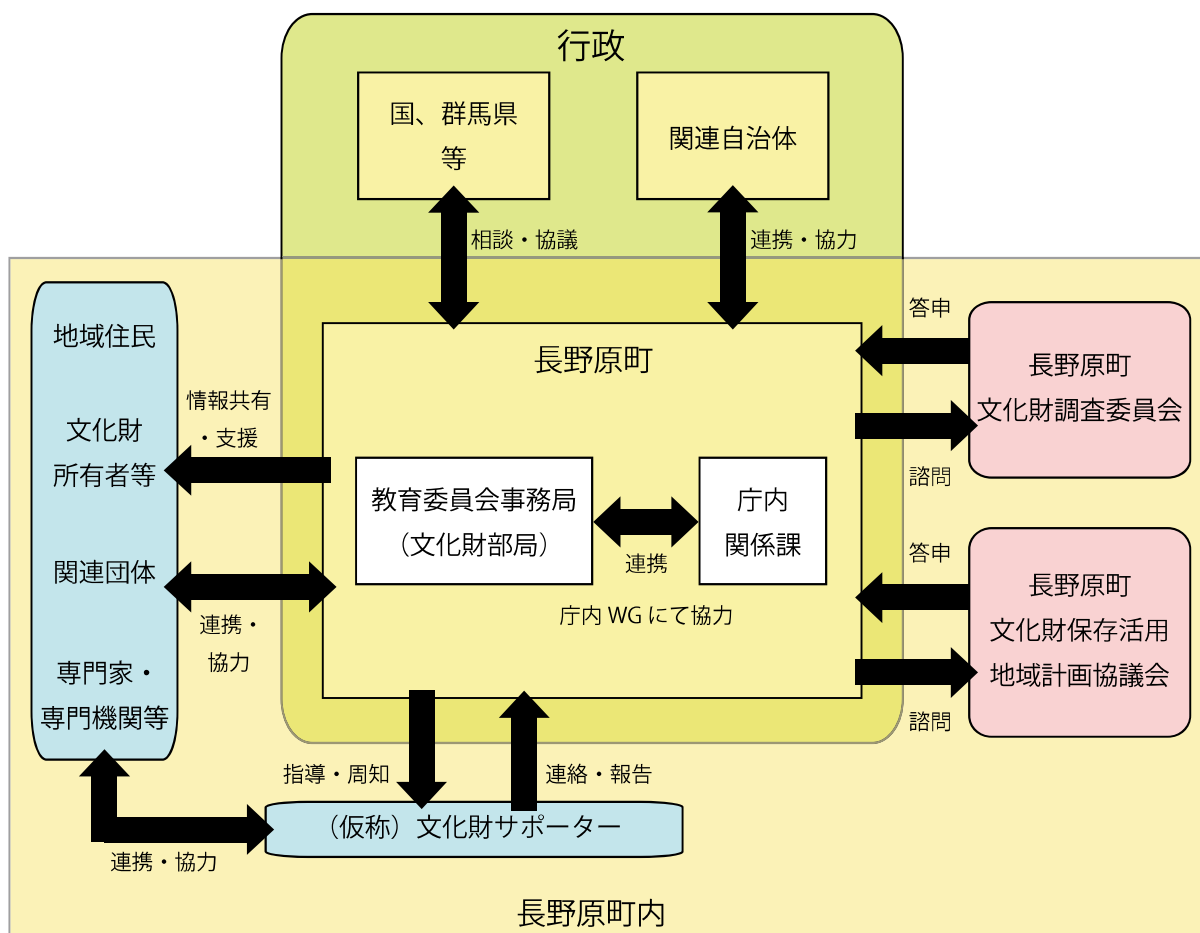 行政
国、群馬県
等
関連自治体
相談・協議
連携・協力
地域住民
文化財
所有者等
関連団体
専門家・
専門機関等
情報共有
・支援
連携・
協力
長野原町
教育委員会事務局
（文化財部局）
連携
庁内
関係課
庁内 WG にて協力
答申
長野原町
文化財調査委員会
諮問
答申
長野原町
文化財保存活用
地域計画協議会
諮問
指導・周知
連絡・報告
（仮称）文化財サポーター
連携・協力
長野原町内